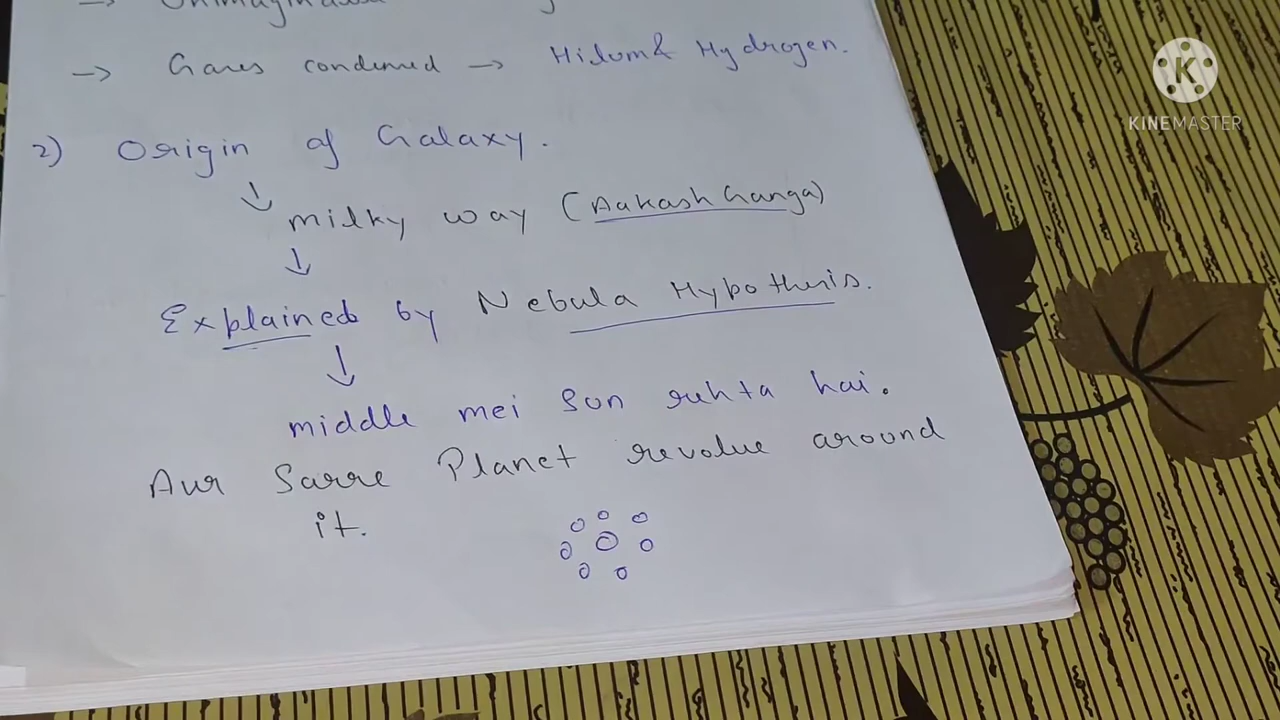 →
→ Gases condensed → Hilum & Hydrogen.
2) Origin of Galaxy.
↓ milky way (Aakash Ganga)
↓
Explained by Nebula Hypothesis.
↓
middle mei Sun rehta hai.
Aur Sarre Planet revolve around
it.
K
KINEMASTER